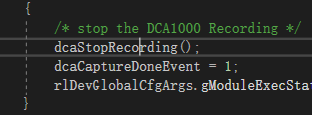 {
/* stop the DCA1000 Recording */
dcaStopRecording();
dcaCaptureDoneEvent = 1;
rlDevGlobalCfgArgs.gModuleExecSta
}